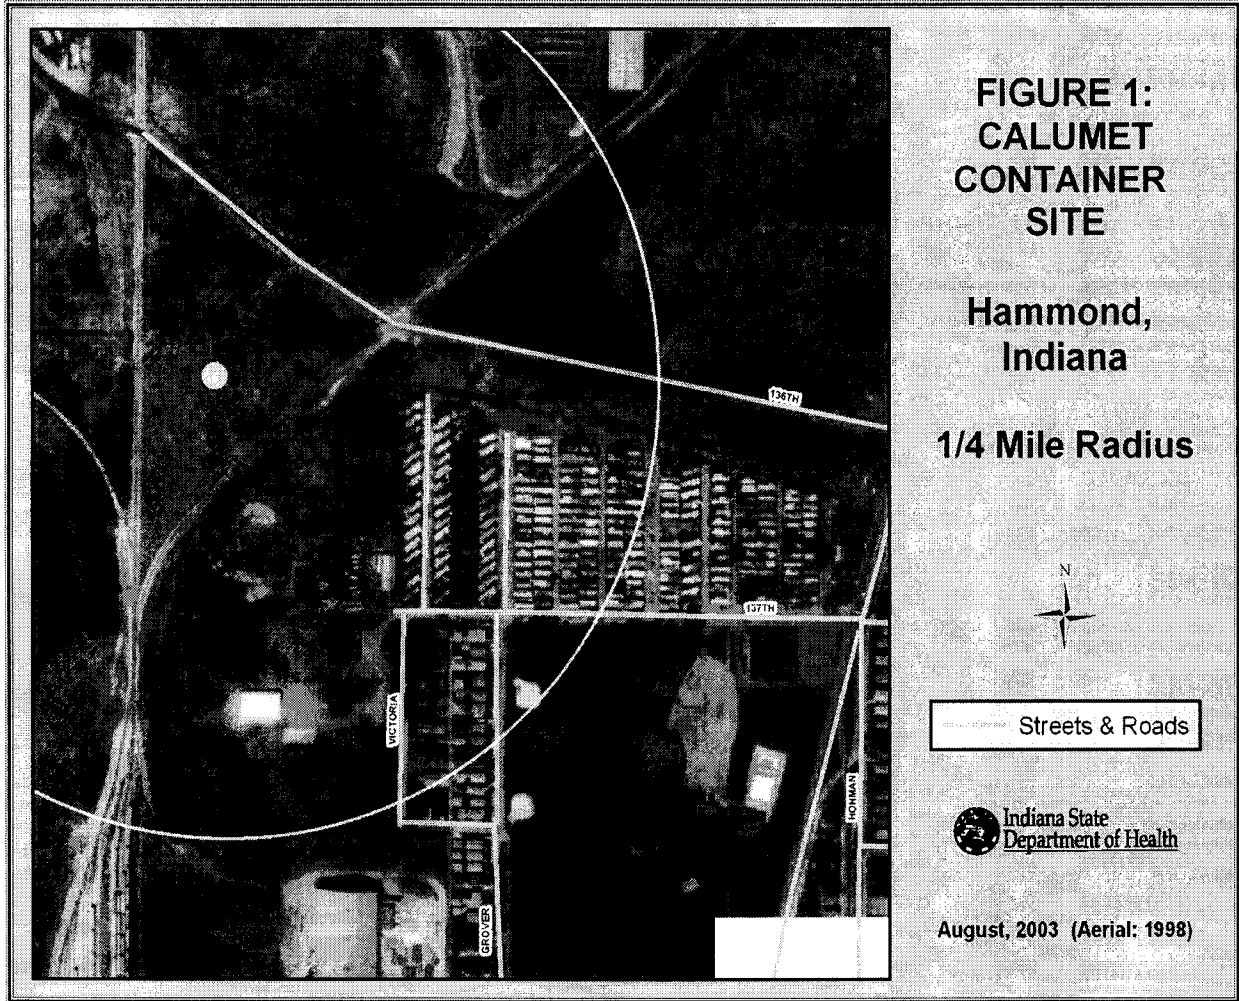 FIGURE 1:
CALUMET
CONTAINER
SITE
Hammond,
Indiana
1/4 Mile Radius
N
Streets & Roads
Indiana State
Department of Health
August, 2003 (Aerial: 1998)
136TH
137TH
VICTORIA
HOHMAN
GROVER